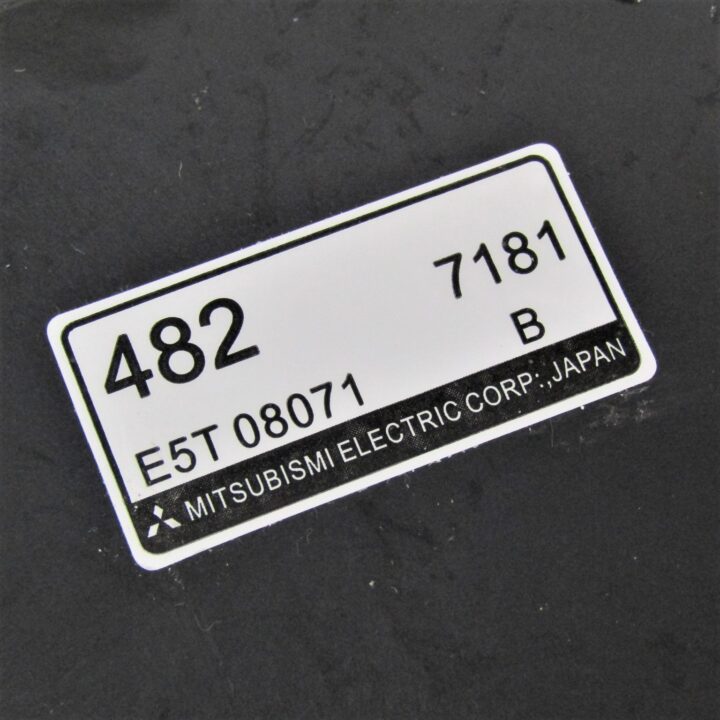 482 7181
B
E5T 08071
MITSUBISMI ELECTRIC CORP:,JAPAN